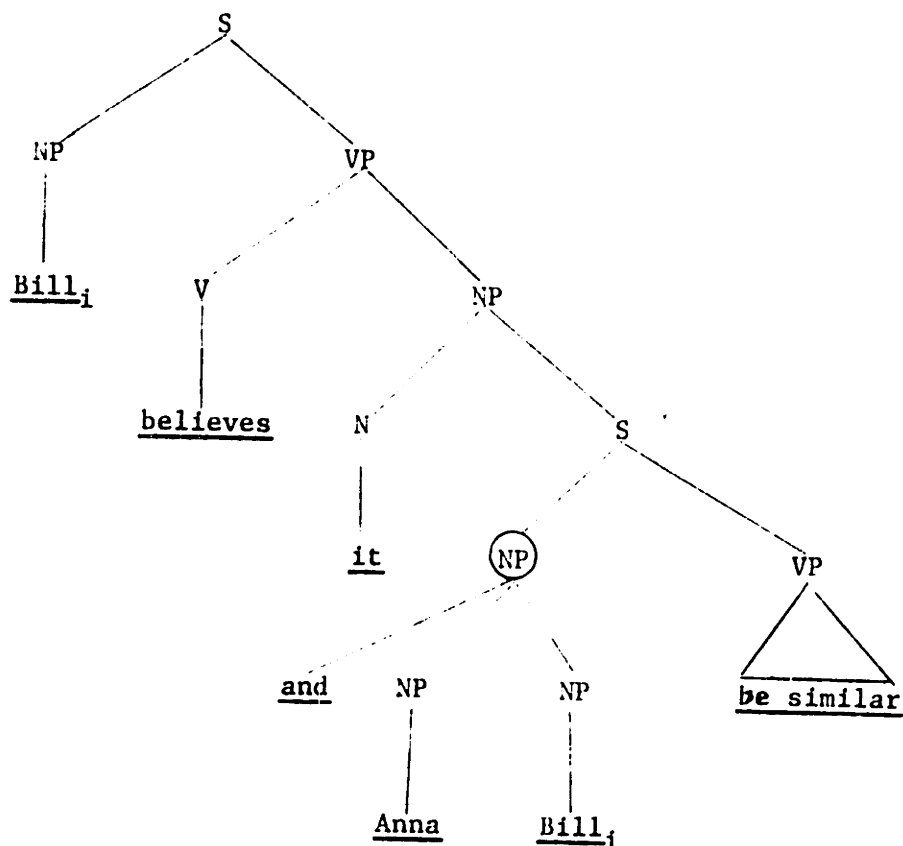 S
NP VP
Bill_i V NP
believes N S
it NP VP
and NP NP be similar
Anna Bill_i